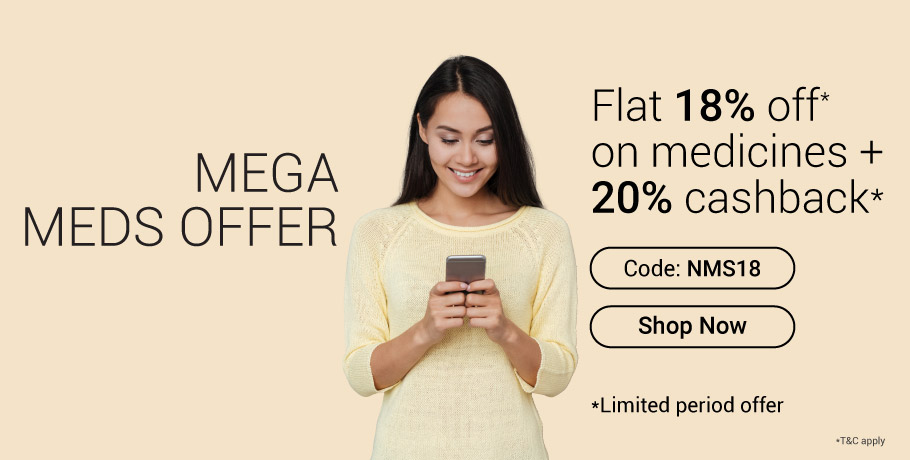 MEGA
MEDS OFFER
Flat 18% off*
on medicines +
20% cashback*
Code: NMS18
Shop Now
*Limited period offer
*T&C apply